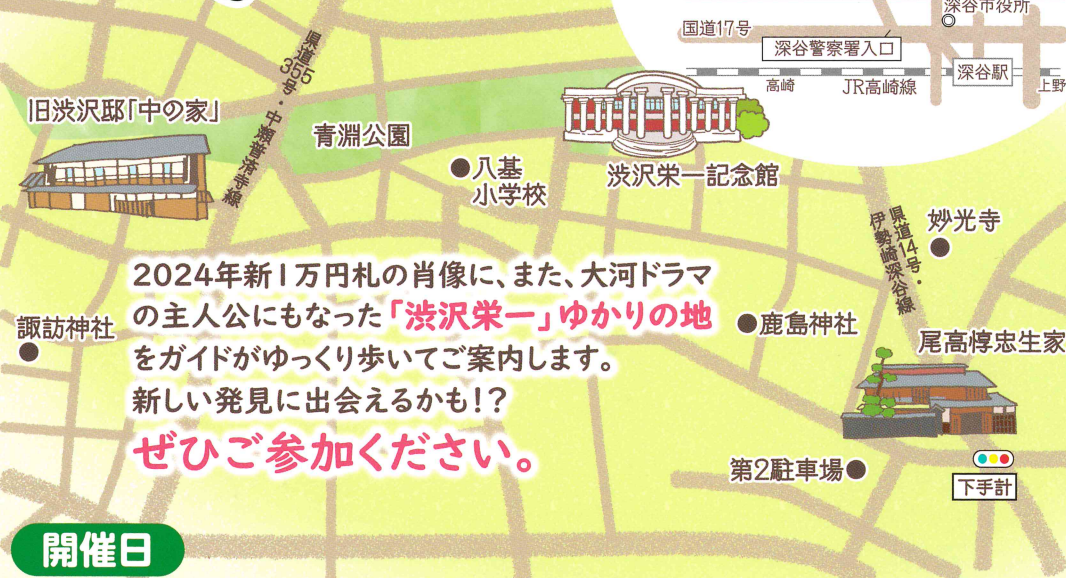 深谷市役所
国道17号
深谷警察署入口
深谷駅
高崎
JR高崎線
上野
県道355号・中瀬普済寺線
旧渋沢邸「中の家」
青淵公園
八基
小学校
渋沢栄一記念館
県道14号・
伊勢崎深谷線
妙光寺
2024年新1万円札の肖像に、また、大河ドラマ
の主人公にもなった「渋沢栄一」ゆかりの地
をガイドがゆっくり歩いてご案内します。
新しい発見に出会えるかも!?
ぜひご参加ください。
諏訪神社
鹿島神社
尾高惇忠生家
第2駐車場
下手計
開催日